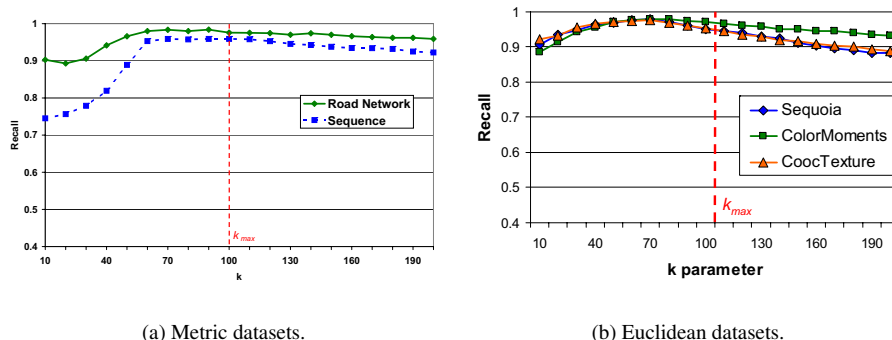 1
0.9
0.8
0.7
0.6
0.5
0.4
Recall
Road Network
Sequence
k max
10 40 70 100 130 160 190
k
(a) Metric datasets.
1
0.9
0.8
0.7
0.6
0.5
0.4
Recall
Sequoia
ColorMoments
CoocTexture
k max
10 40 70 100 130 160 190
k parameter
(b) Euclidean datasets.